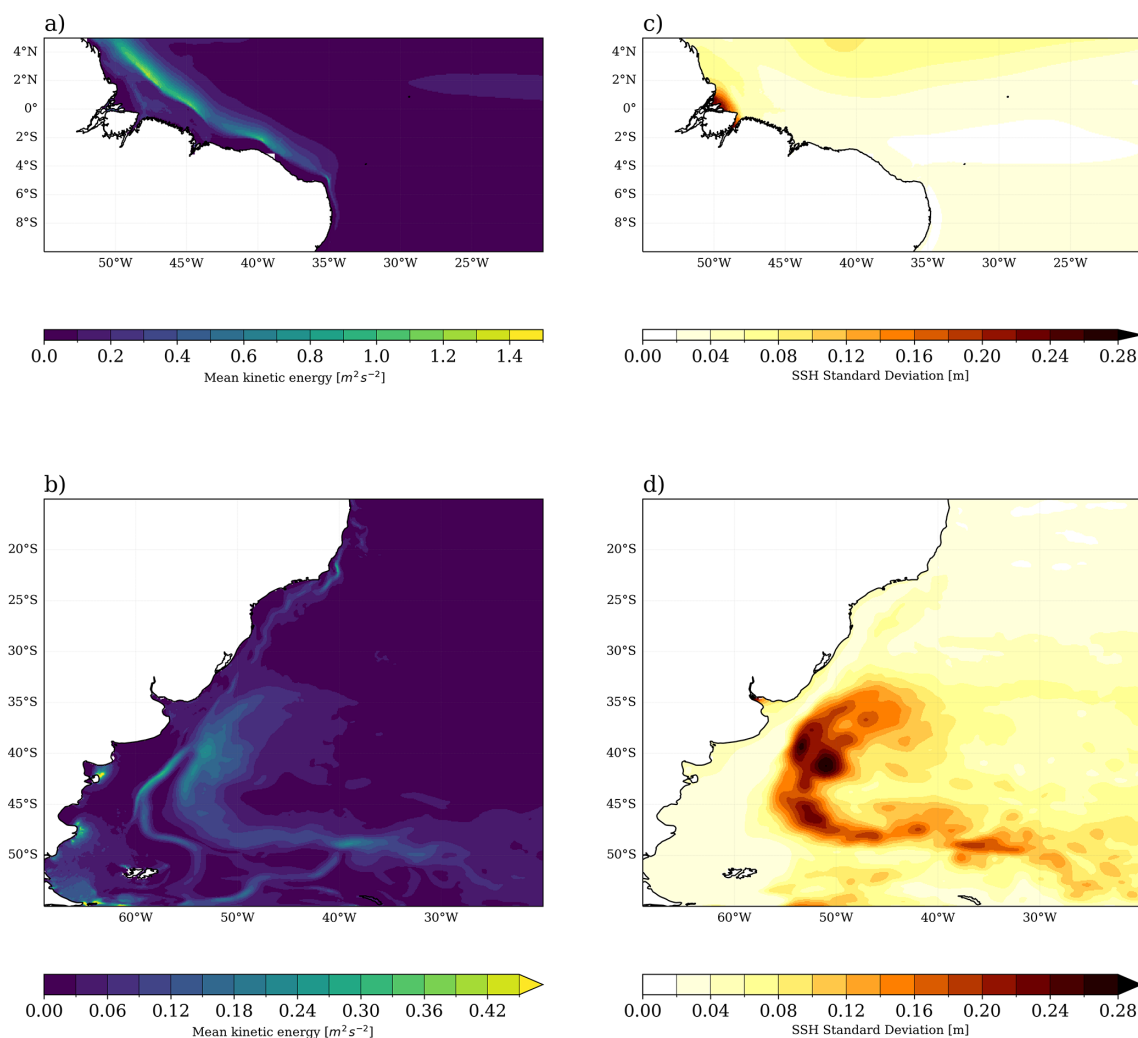 a)
4°N
2°N
0°
2°S
4°S
6°S
8°S
50°W 45°W 40°W 35°W 30°W 25°W
0.0 0.2 0.4 0.6 0.8 1.0 1.2 1.4
Mean kinetic energy [m²s⁻²]
c)
4°N
2°N
0°
2°S
4°S
6°S
8°S
50°W 45°W 40°W 35°W 30°W 25°W
0.00 0.04 0.08 0.12 0.16 0.20 0.24 0.28
SSH Standard Deviation [m]
b)
20°S
25°S
30°S
35°S
40°S
45°S
50°S
60°W 50°W 40°W 30°W
0.00 0.06 0.12 0.18 0.24 0.30 0.36 0.42
Mean kinetic energy [m²s⁻²]
d)
20°S
25°S
30°S
35°S
40°S
45°S
50°S
60°W 50°W 40°W 30°W
0.00 0.04 0.08 0.12 0.16 0.20 0.24 0.28
SSH Standard Deviation [m]